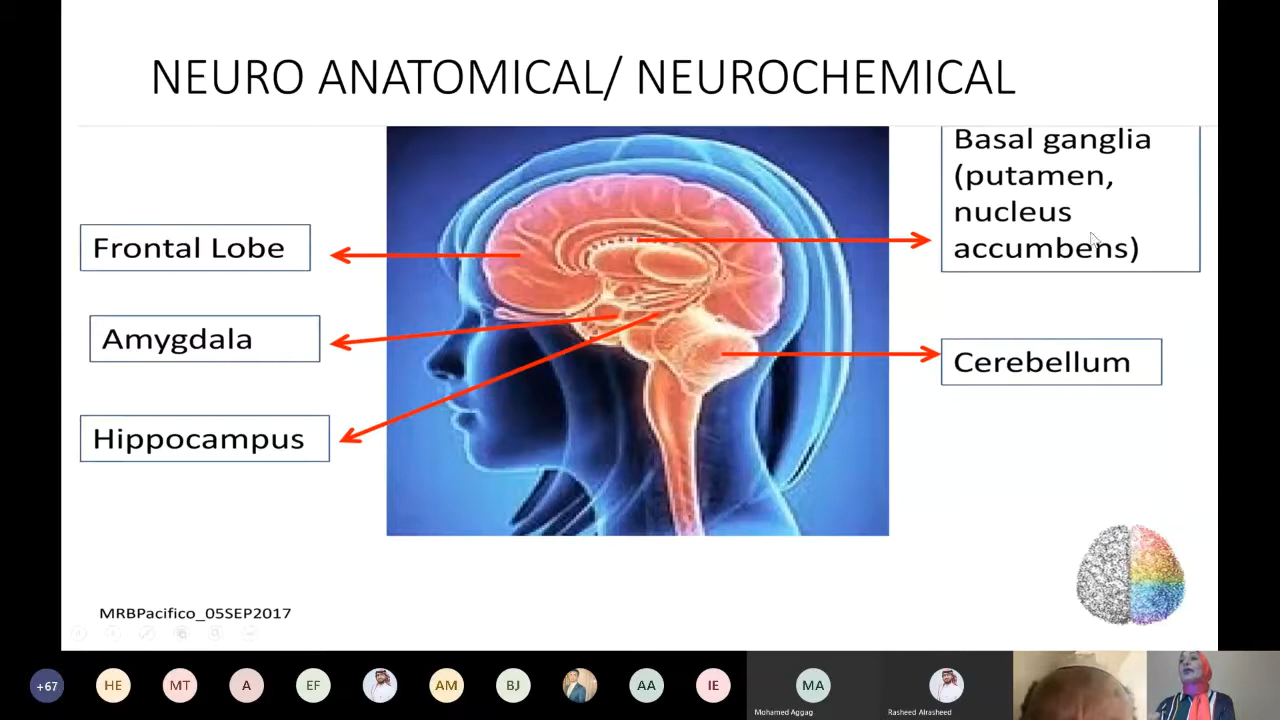 NEURO ANATOMICAL/ NEUROCHEMICAL
Frontal Lobe
Amygdala
Hippocampus
Basal ganglia
(putamen,
nucleus
accumbens)
Cerebellum
MRBPacifico_05SEP2017
+67
HE
MT
A
EF
AM
BJ
AA
IE
MA
Mohamed Aggag
Rasheed Alrasheed